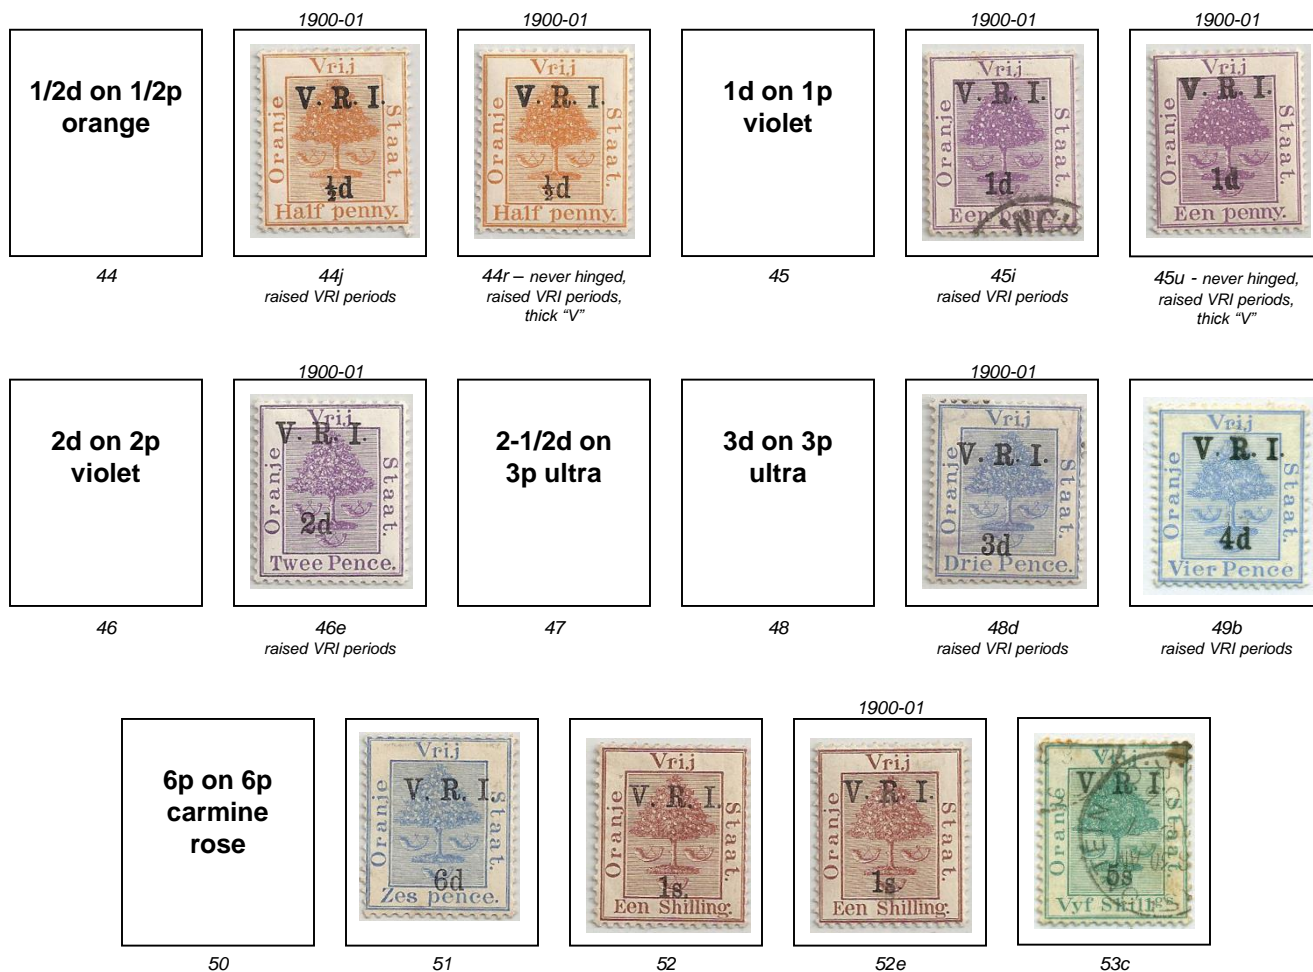 1900-01
1900-01
1900-01
1900-01
1/2d on 1/2p
orange
Vrij
Oranje
Staat.
V. R. I.
½d
Half penny.
Vrij
Oranje
Staat.
V. R. I.
½d
Half penny.
1d on 1p
violet
Vrij
Oranje
Staat.
V. R. I.
1d
Een penny.
Vrij
Oranje
Staat.
V. R. I.
1d
Een penny.
44
44j
raised VRI periods
44r – never hinged,
raised VRI periods,
thick “V”
45
45i
raised VRI periods
45u - never hinged,
raised VRI periods,
thick “V”
1900-01
1900-01
2d on 2p
violet
Vrij
Oranje
Staat.
V. R. I.
2d
Twee Pence.
2-1/2d on
3p ultra
3d on 3p
ultra
Vrij
Oranje
Staat.
V. R. I.
3d
Drie Pence.
Vrij
Oranje
Staat.
V. R. I.
4d
Vier Pence
46
46e
raised VRI periods
47
48
48d
raised VRI periods
49b
raised VRI periods
1900-01
6p on 6p
carmine
rose
Vrij
Oranje
Staat.
V. R. I.
6d
Zes pence.
Vrij
Oranje
Staat.
V. R. I.
1s.
Een Shilling.
Vrij
Oranje
Staat.
V. R. I.
1s.
Een Shilling.
Vrij
Oranje
Staat.
V. R. I.
5s
Vyf
50
51
52
52e
53c